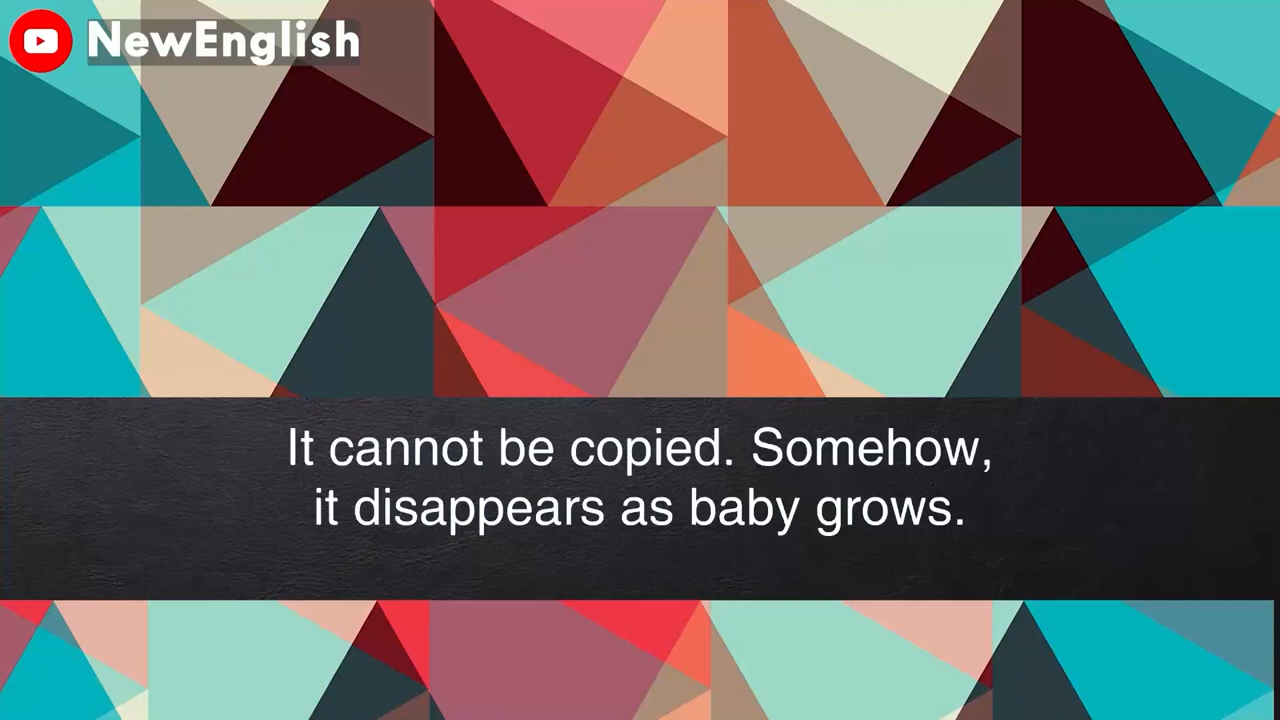 NewEnglish
It cannot be copied. Somehow,
it disappears as baby grows.